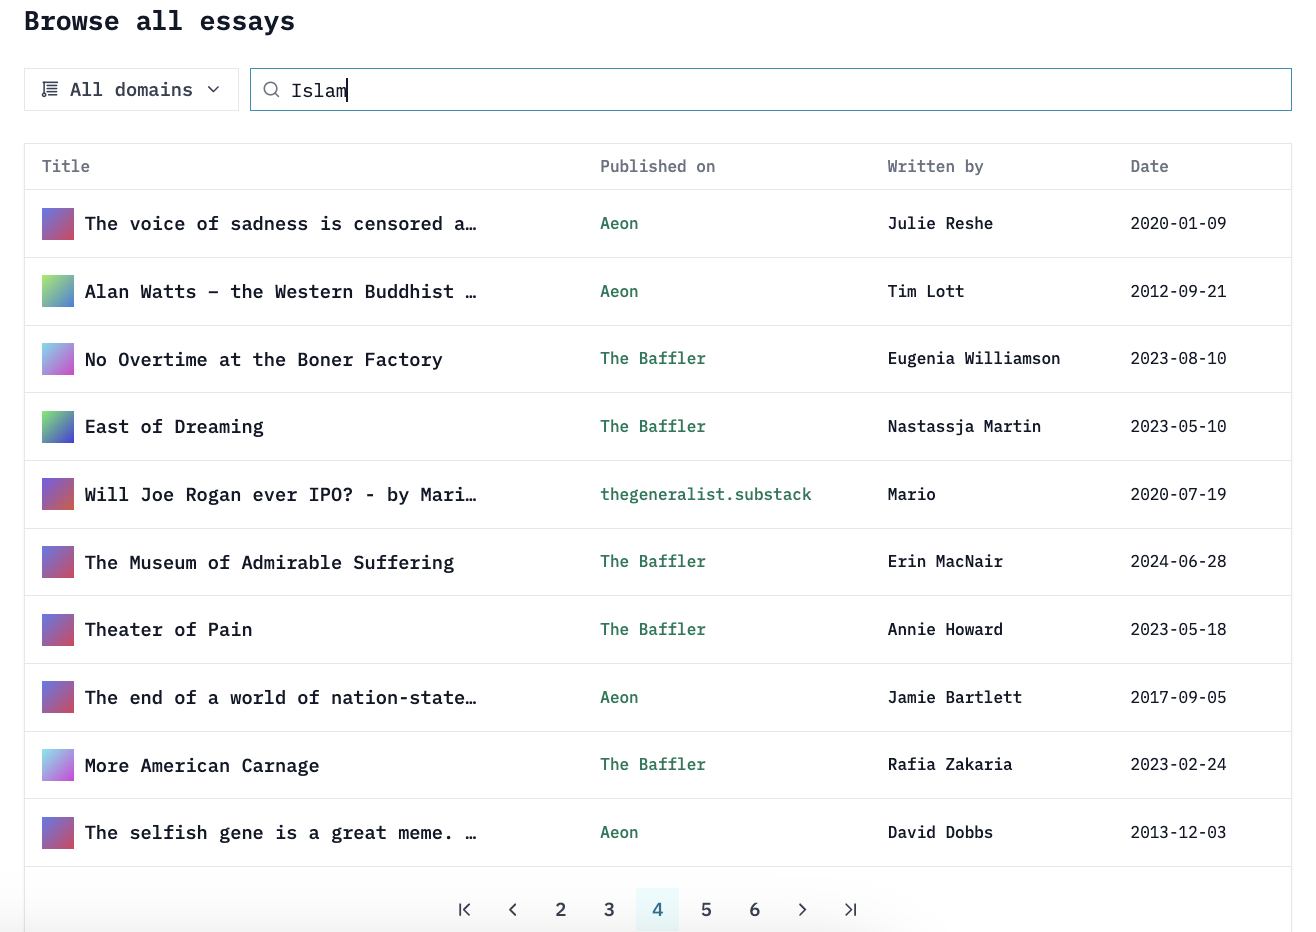 Browse all essays
All domains
Islam
Title Published on Written by Date
The voice of sadness is censored a… Aeon Julie Reshe 2020-01-09
Alan Watts – the Western Buddhist … Aeon Tim Lott 2012-09-21
No Overtime at the Boner Factory The Baffler Eugenia Williamson 2023-08-10
East of Dreaming The Baffler Nastassja Martin 2023-05-10
Will Joe Rogan ever IPO? - by Mari… thegeneralist.substack Mario 2020-07-19
The Museum of Admirable Suffering The Baffler Erin MacNair 2024-06-28
Theater of Pain The Baffler Annie Howard 2023-05-18
The end of a world of nation-state… Aeon Jamie Bartlett 2017-09-05
More American Carnage The Baffler Rafia Zakaria 2023-02-24
The selfish gene is a great meme. … Aeon David Dobbs 2013-12-03
2 3 4 5 6